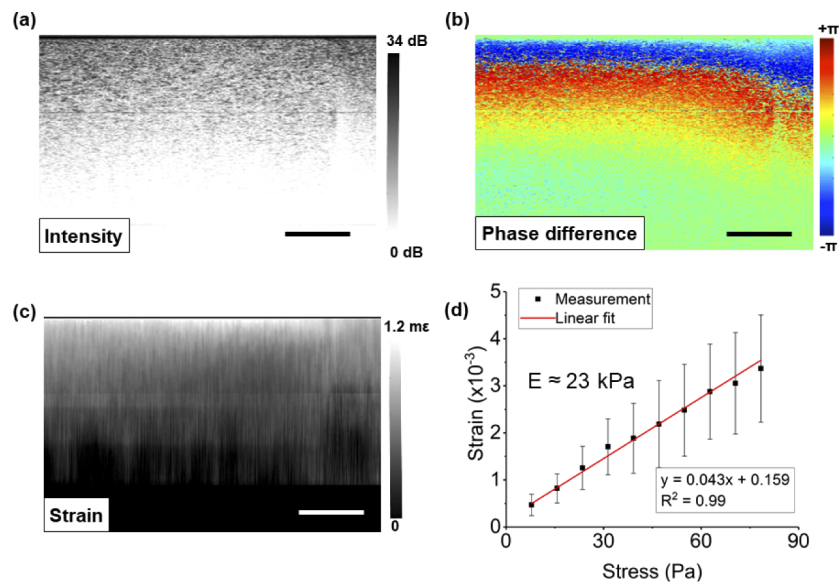 (a)
34 dB
0 dB
Intensity
(b)
+π
-π
Phase difference
(c)
1.2 mε
0
Strain
(d)
5
4
3
2
1
0
Strain (x10⁻³)
Measurement
Linear fit
E ≈ 23 kPa
y = 0.043x + 0.159
R² = 0.99
0 30 60 90
Stress (Pa)